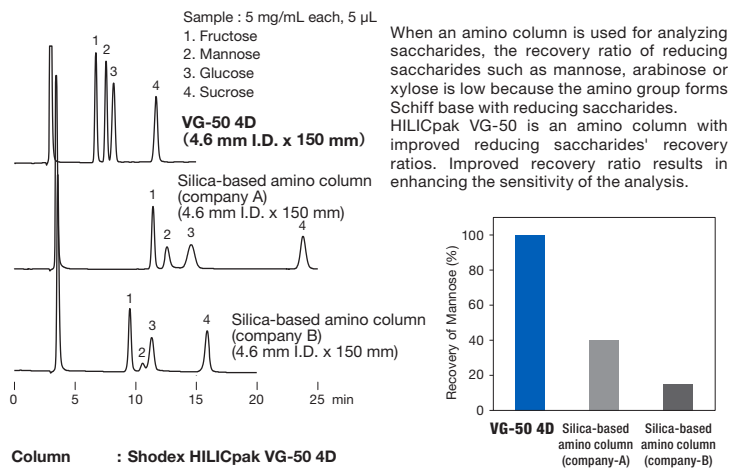 Sample : 5 mg/mL each, 5 µL
1. Fructose
2. Mannose
3. Glucose
4. Sucrose
1
2
3
4
VG-50 4D
(4.6 mm I.D. x 150 mm)
Silica-based amino column
(company A)
(4.6 mm I.D. x 150 mm)
1
2
3
4
Silica-based amino column
(company B)
(4.6 mm I.D. x 150 mm)
1
2
3
4
0 5 10 15 20 25 min
Column : Shodex HILICpak VG-50 4D
When an amino column is used for analyzing
saccharides, the recovery ratio of reducing
saccharides such as mannose, arabinose or
xylose is low because the amino group forms
Schiff base with reducing saccharides.
HILICpak VG-50 is an amino column with
improved reducing saccharides' recovery
ratios. Improved recovery ratio results in
enhancing the sensitivity of the analysis.
Recovery of Mannose (%)
100
80
60
40
20
0
VG-50 4D
Silica-based
amino column
(company-A)
Silica-based
amino column
(company-B)